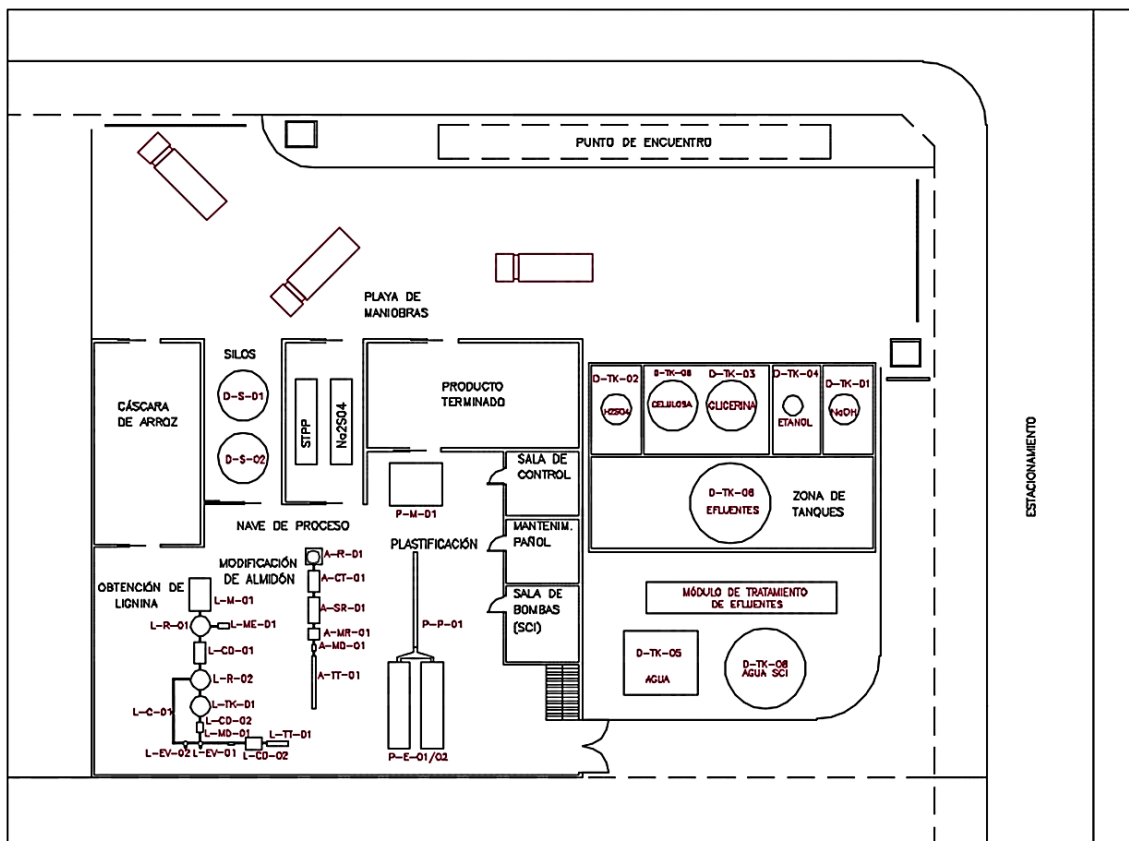 PUNTO DE ENCUENTRO
PLAYA DE
MANIOBRAS
SILOS
D-S-01
D-S-02
CÁSCARA
DE ARROZ
STPP
Na2SO4
PRODUCTO
TERMINADO
D-TK-02
H2SO4
D-TK-08
CELULOSA
D-TK-03
GLICERINA
D-TK-04
ETANOL
D-TK-01
NaOH
D-TK-06
EFLUENTES
ZONA DE
TANQUES
ESTACIONAMIENTO
SALA DE
CONTROL
MANTENIM.
PAÑOL
SALA DE
BOMBAS
(SCI)
P-M-01
NAVE DE PROCESO
PLASTIFICACIÓN
MODIFICACIÓN
DE ALMIDÓN
OBTENCIÓN DE
LIGNINA
A-R-01
A-CT-01
A-SR-01
A-MR-01
A-MD-01
A-TT-01
L-M-01
L-R-01
L-ME-01
L-CD-01
L-R-02
L-C-01
L-TK-01
L-CD-02
L-MD-01
L-TT-01
L-EV-02
L-EV-01
L-CD-02
P-P-01
P-E-01/02
MÓDULO DE TRATAMIENTO
DE EFLUENTES
D-TK-05
AGUA
D-TK-06
AGUA SCI